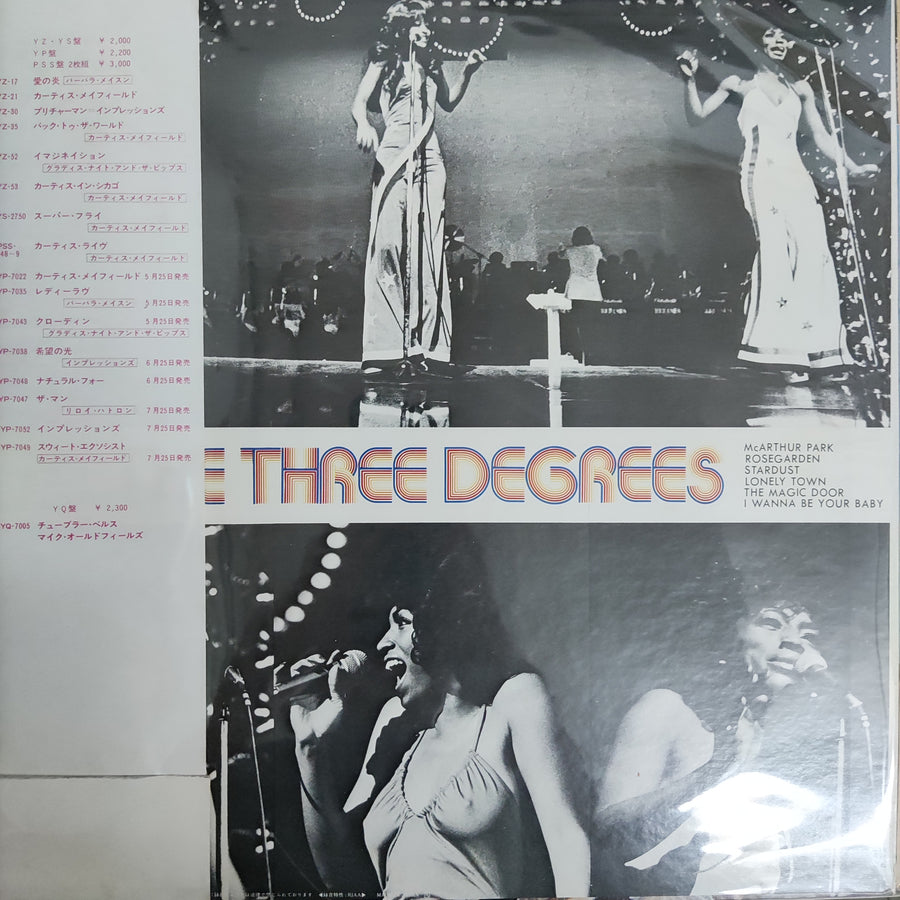 YZ・YS盤 ¥2,000
YP盤 ¥2,200
PSS盤 2枚組 ¥3,000
YZ-17 愛の炎 バーバラ・メイスン
YZ-21 カーティス・メイフィールド
YZ-30 プリチャーマン インプレッションズ
YZ-35 バック・トゥ・ザ・ワールド
カーティス・メイフィールド
YZ-52 イマジネイション
グラディス・ナイト・アンド・ザ・ピップス
YZ-53 カーティス・イン・シカゴ
カーティス・メイフィールド
YS-2750 スーパー・フライ
カーティス・メイフィールド
PSS-48~9 カーティス・ライヴ
カーティス・メイフィールド
YP-7022 カーティス・メイフィールド 5月25日発売
YP-7035 レディーラヴ
バーバラ・メイスン 5月25日発売
YP-7043 クローディン 5月25日発売
グラディス・ナイト・アンド・ザ・ピップス
YP-7038 希望の光
インプレッションズ 6月25日発売
YP-7048 ナチュラル・フォー 6月25日発売
YP-7047 ザ・マン
リロイ・ハトロン 7月25日発売
YP-7052 インプレッションズ 7月25日発売
YP-7049 スウィート・エクソシスト
カーティス・メイフィールド 7月25日発売
YQ盤 ¥2,300
YQ-7005 チューブラー・ベルス
マイク・オールドフィールズ
E THREE DEGREES
McARTHUR PARK
ROSEGARDEN
STARDUST
LONELY TOWN
THE MAGIC DOOR
I WANNA BE YOUR BABY